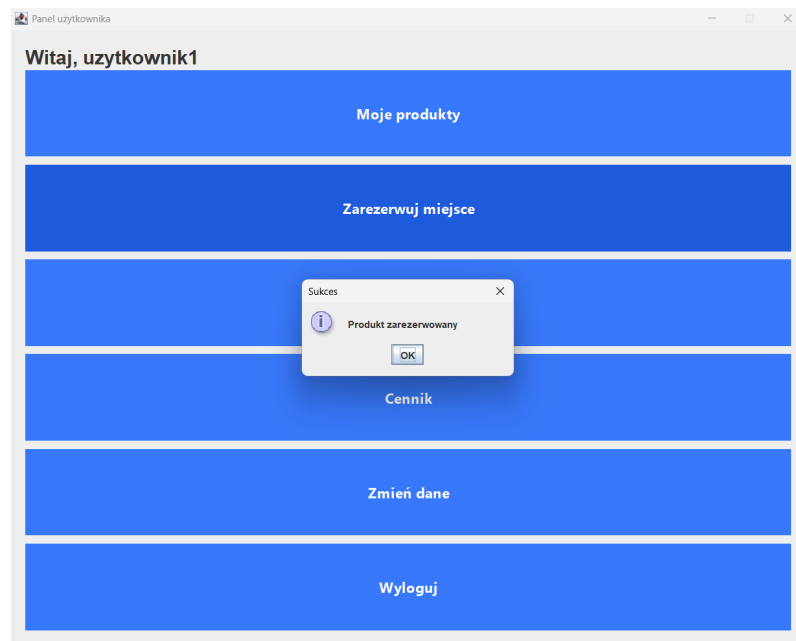 Panel użytkownika
Witaj, uzytkownik1
Moje produkty
Zarezerwuj miejsce
Sukces
i
Produkt zarezerwowany
OK
Cennik
Zmień dane
Wyloguj